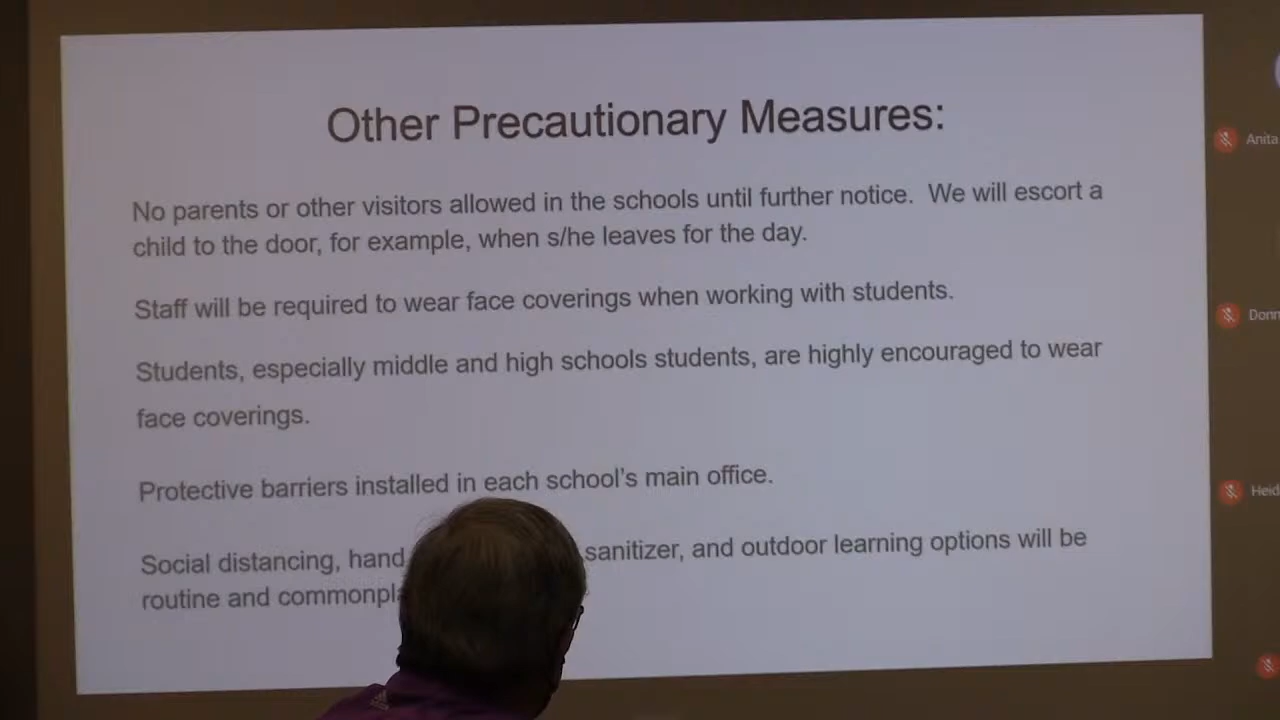 Other Precautionary Measures:
No parents or other visitors allowed in the schools until further notice. We will escort a
child to the door, for example, when s/he leaves for the day.
Staff will be required to wear face coverings when working with students.
Students, especially middle and high schools students, are highly encouraged to wear
face coverings.
Protective barriers installed in each school's main office.
Social distancing, hand sanitizer, and outdoor learning options will be
routine and
Anita